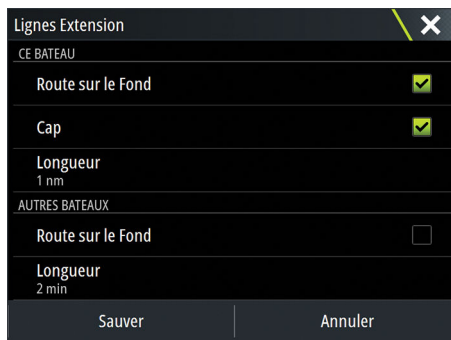 Lignes Extension
CE BATEAU
Route sur le Fond
Cap
Longueur
1 nm
AUTRES BATEAUX
Route sur le Fond
Longueur
2 min
Sauver
Annuler